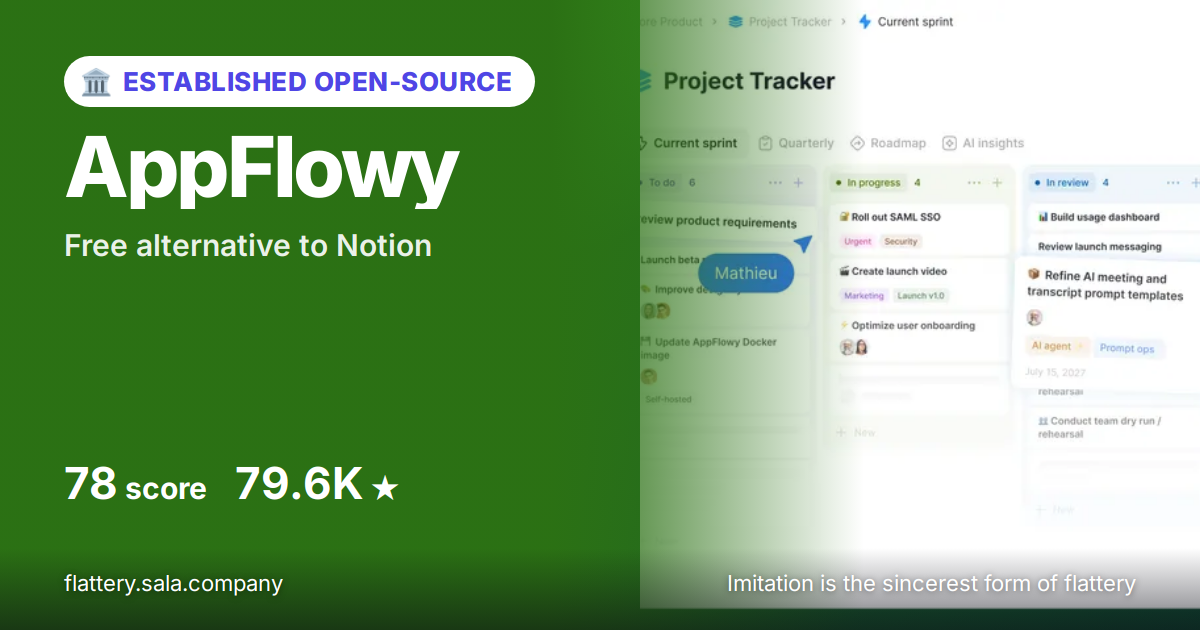 ESTABLISHED OPEN-SOURCE
AppFlowy
Free alternative to Notion
78 score 79.6K ★
flattery.sala.company
Product > Project Tracker > Current sprint
Project Tracker
Current sprint Quarterly Roadmap AI insights
To do 6
review product requirements
Launch beta
Mathieu
Improve
Update AppFlowy Docker
image
Self-hosted
In progress 4
Roll out SAML SSO
Urgent Security
Create launch video
Marketing Launch v1.0
Optimize user onboarding
+ New
In review 4
Build usage dashboard
Review launch messaging
Refine AI meeting and
transcript prompt templates
AI agent Prompt ops
July 15, 2027
rehearsal
Conduct team dry run /
rehearsal
Imitation is the sincerest form of flattery